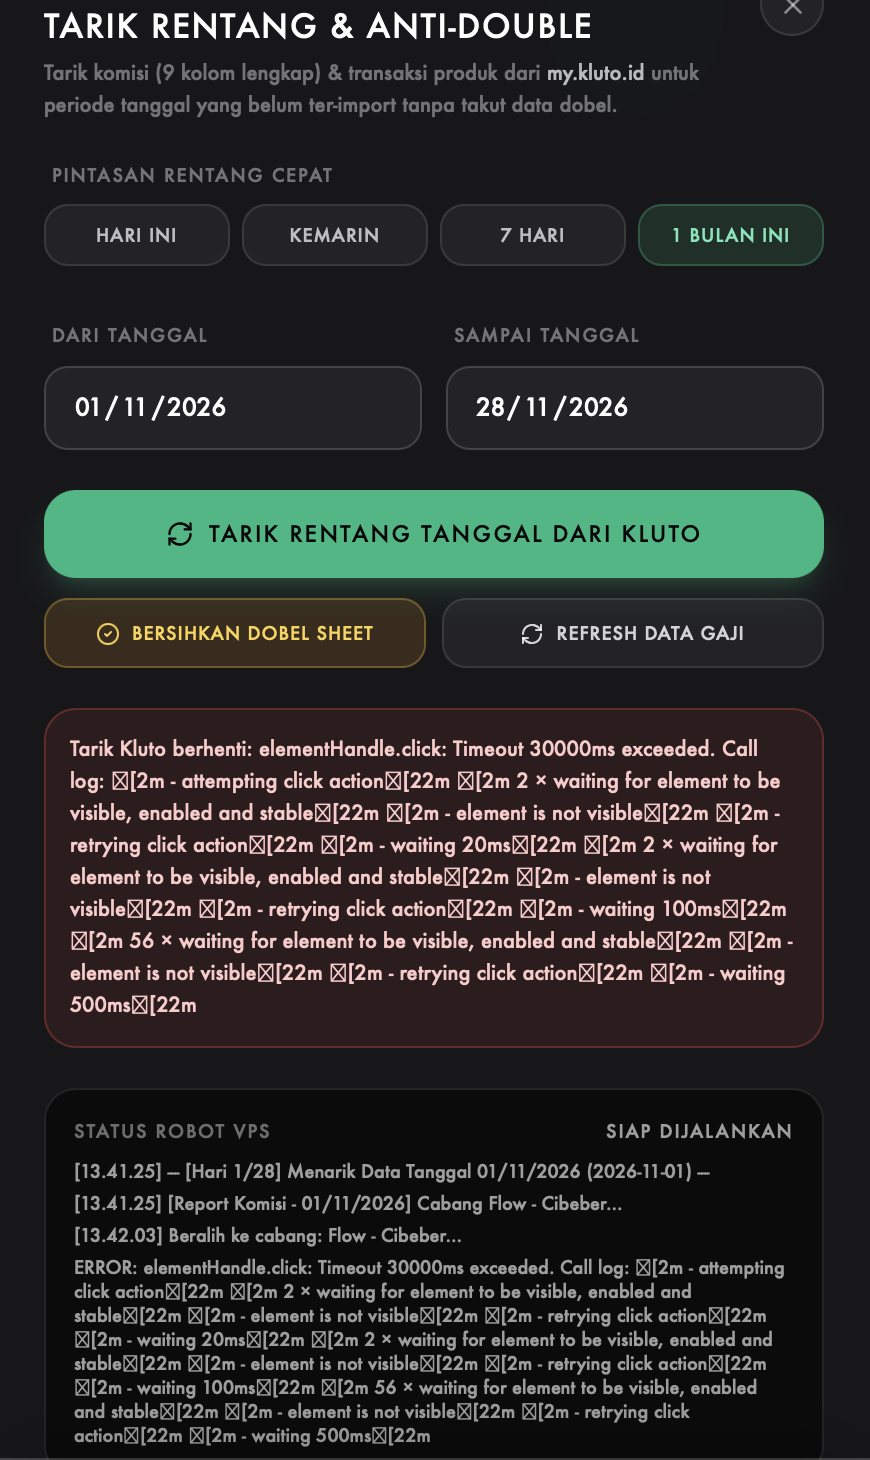 TARIK RENTANG & ANTI-DOUBLE
Tarik komisi (9 kolom lengkap) & transaksi produk dari my.kluto.id untuk
periode tanggal yang belum ter-import tanpa takut data dobel.
PINTASAN RENTANG CEPAT
HARI INI
KEMARIN
7 HARI
1 BULAN INI
DARI TANGGAL
SAMPAI TANGGAL
01/11/2026
28/11/2026
TARIK RENTANG TANGGAL DARI KLUTO
BERSIHKAN DOBEL SHEET
REFRESH DATA GAJI
Tarik Kluto berhenti: elementHandle.click: Timeout 30000ms exceeded. Call
log: ☒[2m - attempting click action☒[22m ☒[2m 2 × waiting for element to be
visible, enabled and stable☒[22m ☒[2m - element is not visible☒[22m ☒[2m -
retrying click action☒[22m ☒[2m - waiting 20ms☒[22m ☒[2m 2 × waiting for
element to be visible, enabled and stable☒[22m ☒[2m - element is not
visible☒[22m ☒[2m - retrying click action☒[22m ☒[2m - waiting 100ms☒[22m
☒[2m 56 × waiting for element to be visible, enabled and stable☒[22m ☒[2m -
element is not visible☒[22m ☒[2m - retrying click action☒[22m ☒[2m - waiting
500ms☒[22m
STATUS ROBOT VPS
SIAP DIJALANKAN
[13.41.25] — [Hari 1/28] Menarik Data Tanggal 01/11/2026 (2026-11-01) —
[13.41.25] [Report Komisi - 01/11/2026] Cabang Flow - Cibeber...
[13.42.03] Beralih ke cabang: Flow - Cibeber...
ERROR: elementHandle.click: Timeout 30000ms exceeded. Call log: ☒[2m - attempting
click action☒[22m ☒[2m 2 × waiting for element to be visible, enabled and
stable☒[22m ☒[2m - element is not visible☒[22m ☒[2m - retrying click action☒[22m
☒[2m - waiting 20ms☒[22m ☒[2m 2 × waiting for element to be visible, enabled and
stable☒[22m ☒[2m - element is not visible☒[22m ☒[2m - retrying click action☒[22m
☒[2m - waiting 100ms☒[22m ☒[2m 56 × waiting for element to be visible, enabled
and stable☒[22m ☒[2m - element is not visible☒[22m ☒[2m - retrying click
action☒[22m ☒[2m - waiting 500ms☒[22m